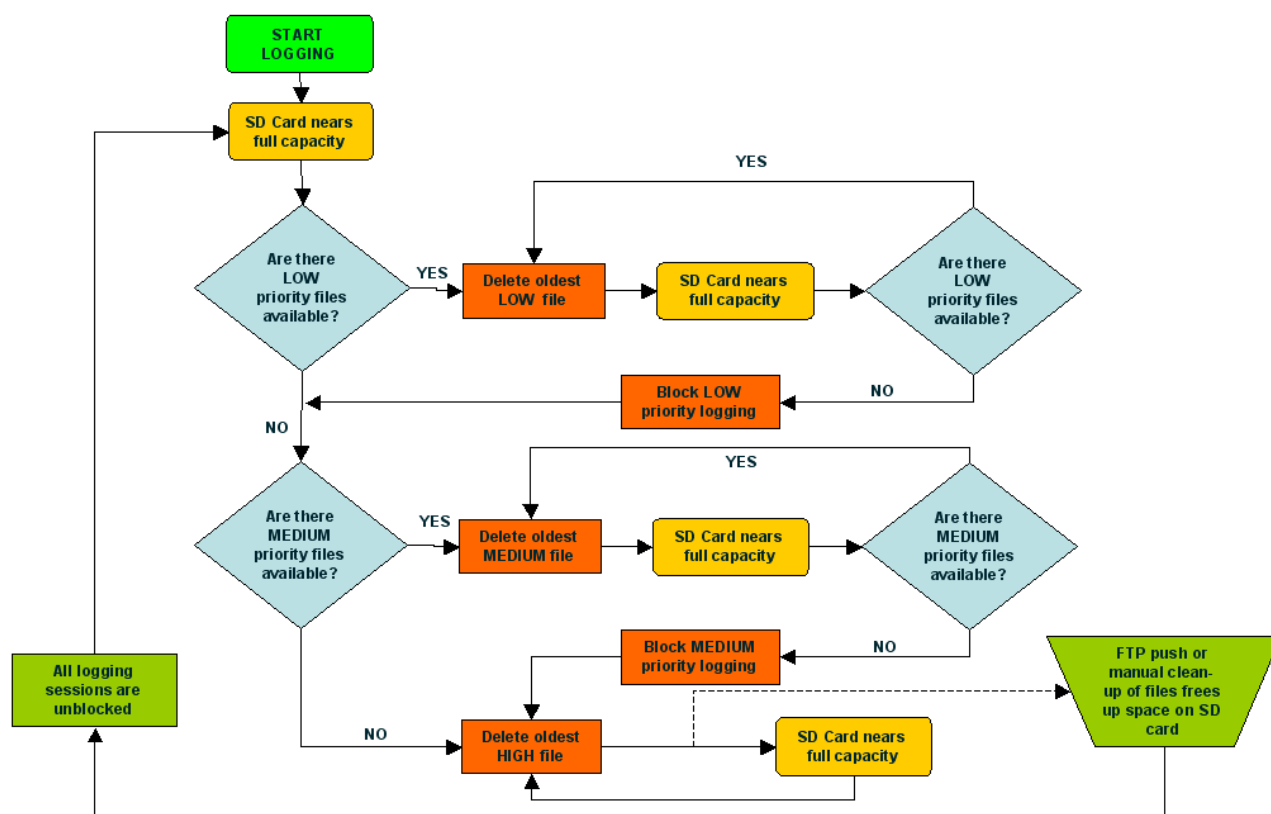 START
LOGGING
SD Card nears
full capacity
YES
Are there
LOW
priority files
available?
YES
Delete oldest
LOW file
SD Card nears
full capacity
Are there
LOW
priority files
available?
Block LOW
priority logging
NO
NO
YES
Are there
MEDIUM
priority files
available?
YES
Delete oldest
MEDIUM file
SD Card nears
full capacity
Are there
MEDIUM
priority files
available?
Block MEDIUM
priority logging
NO
All logging
sessions are
unblocked
FTP push or
manual clean-
up of files frees
up space on SD
card
NO
Delete oldest
HIGH file
SD Card nears
full capacity